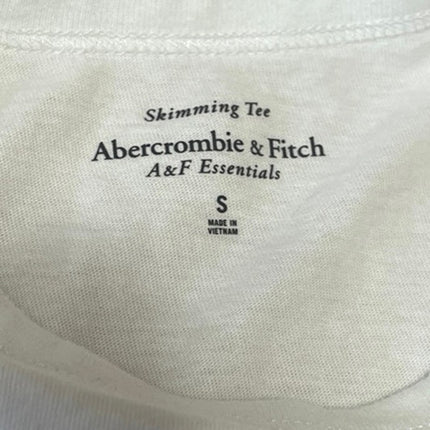 Skimming Tee
Abercrombie & Fitch
A&F Essentials
S
MADE IN
VIETNAM